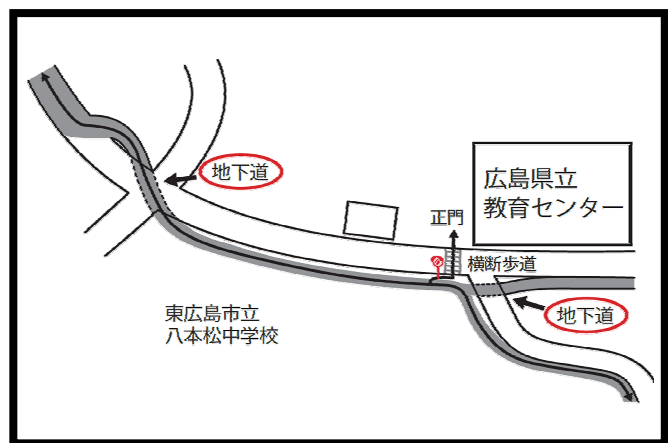 地下道
広島県立
教育センター
正門
横断歩道
地下道
東広島市立
八本松中学校